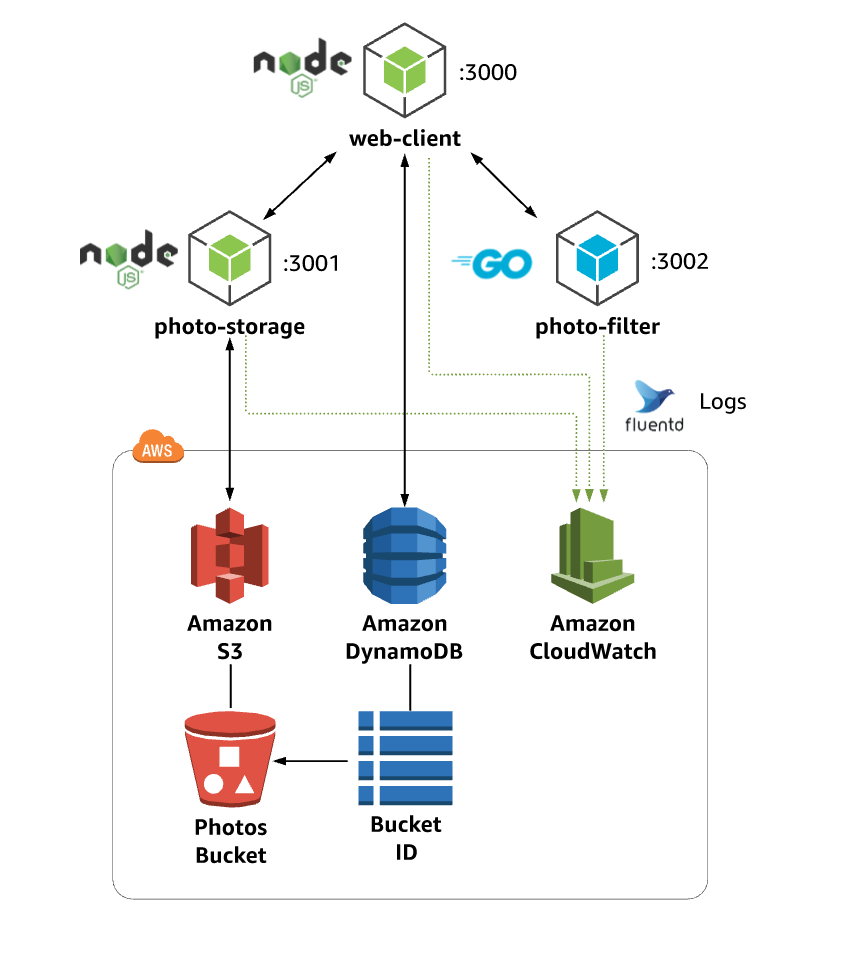 node
JS
:3000
web-client
node
JS
:3001
photo-storage
GO
:3002
photo-filter
fluentd
Logs
AWS
Amazon
S3
Amazon
DynamoDB
Amazon
CloudWatch
Photos
Bucket
Bucket
ID